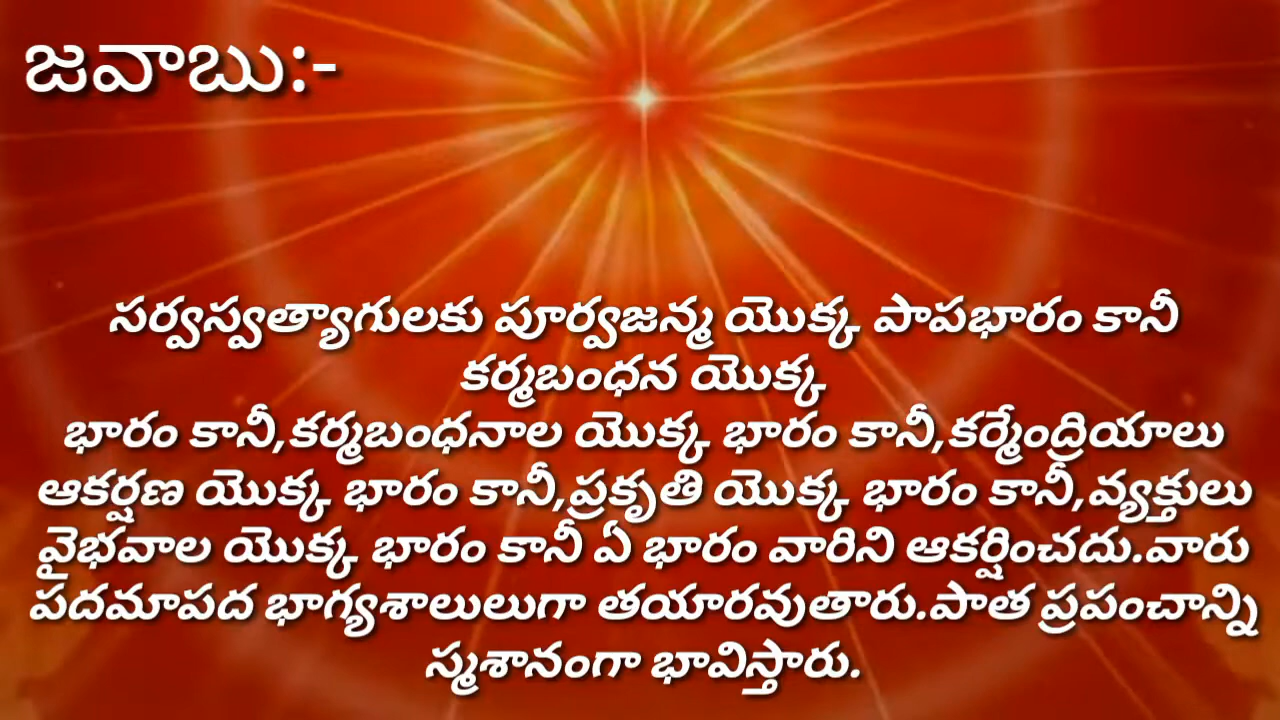 జవాబు:-
సర్వస్వత్యాగులకు పూర్వజన్మ యొక్క పాపభారం కానీ
కర్మబంధన యొక్క
భారం కానీ,కర్మబంధనాల యొక్క భారం కానీ,కర్మేంద్రియాలు
ఆకర్షణ యొక్క భారం కానీ,ప్రకృతి యొక్క భారం కానీ,వ్యక్తులు
వైభవాల యొక్క భారం కానీ ఏ భారం వారిని ఆకర్షించదు.వారు
పదమాపద భాగ్యశాలులుగా తయారవుతారు.పాత ప్రపంచాన్ని
స్మశానంగా భావిస్తారు.